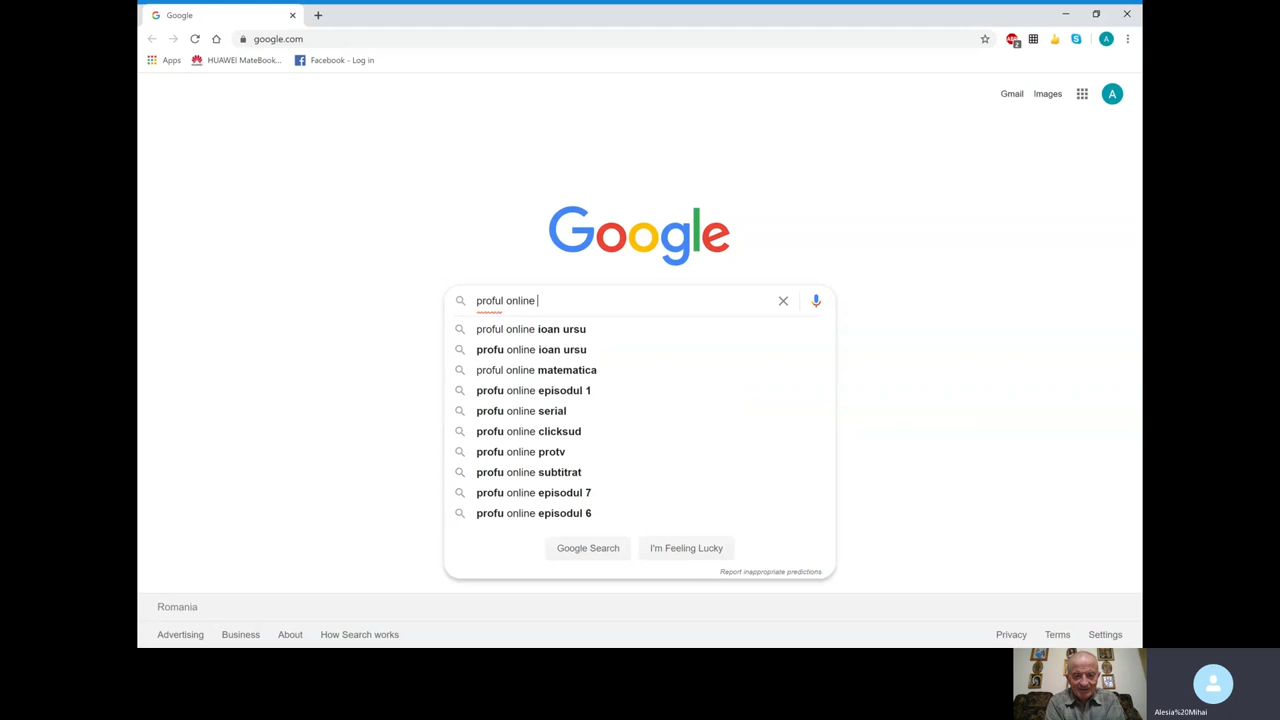 Google
google.com
Apps HUAWEI MateBook... Facebook - Log in
Gmail Images
A
Google
proful online
proful online ioan ursu
profu online ioan ursu
proful online matematica
profu online episodul 1
profu online serial
profu online clicksud
profu online protv
profu online subtitrat
profu online episodul 7
profu online episodul 6
Google Search I'm Feeling Lucky
Report inappropriate predictions
Romania
Advertising Business About How Search works Privacy Terms Settings
Alesia%20Mihai